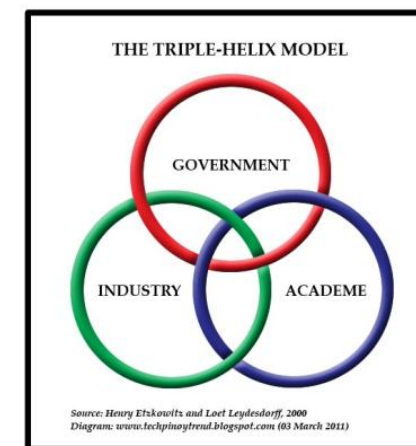 THE TRIPLE-HELIX MODEL
GOVERNMENT
INDUSTRY
ACADEME
Source: Henry Etzkowitz and Loet Leydesdorff, 2000
Diagram: www.techpinoytrend.blogspot.com (03 March 2011)